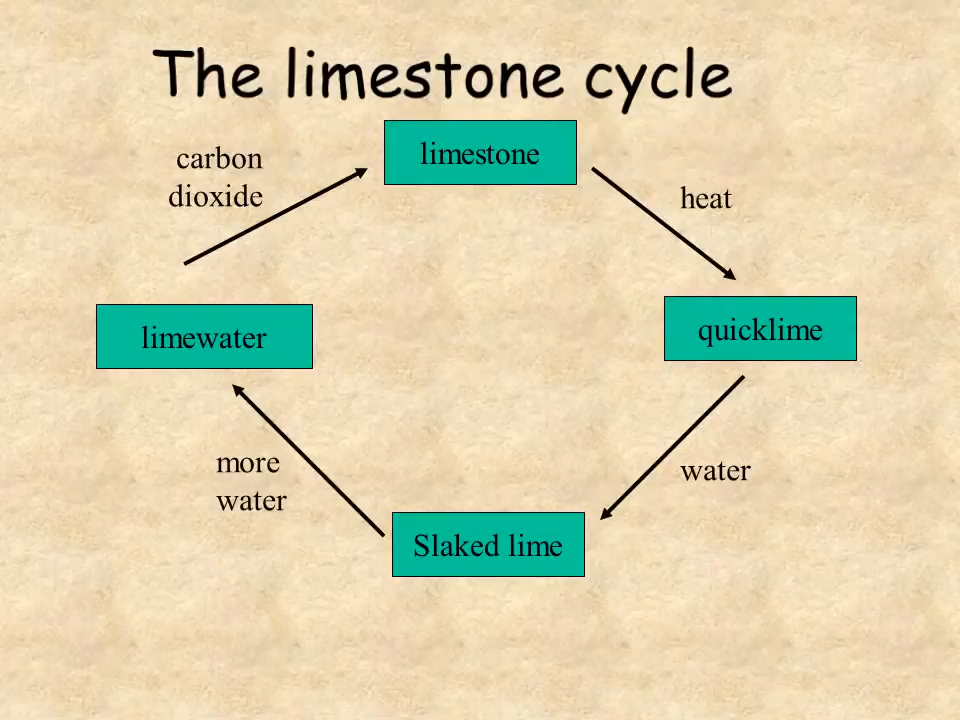 The limestone cycle
limestone
carbon
dioxide
heat
limewater
quicklime
more
water
water
Slaked lime